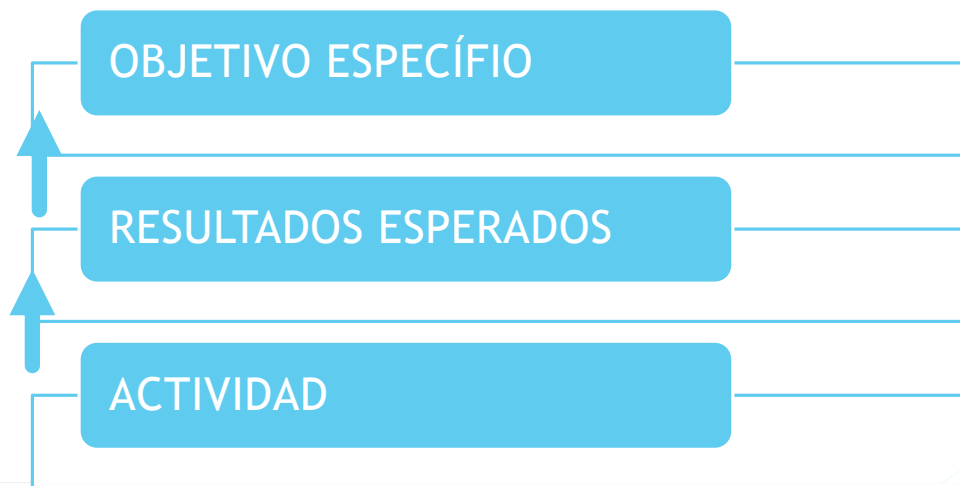 OBJETIVO ESPECÍFIO
RESULTADOS ESPERADOS
ACTIVIDAD